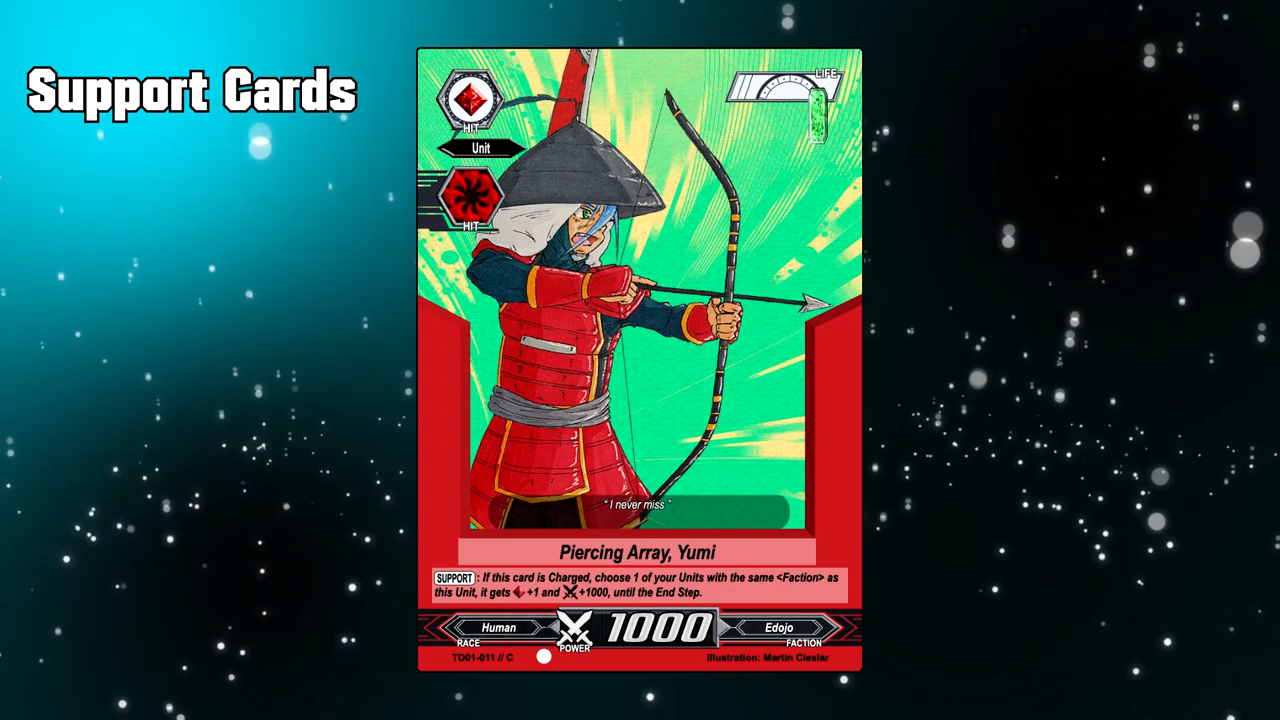 Support Cards
LIFE
HIT
Unit
HIT
“ I never miss ”
Piercing Array, Yumi
SUPPORT : If this card is Charged, choose 1 of your Units with the same <Faction> as
this Unit, it gets +1 and +1000, until the End Step.
Human
RACE
POWER
1000
Edojo
FACTION
TD01-011 // C
Illustration: Martin Cieslar